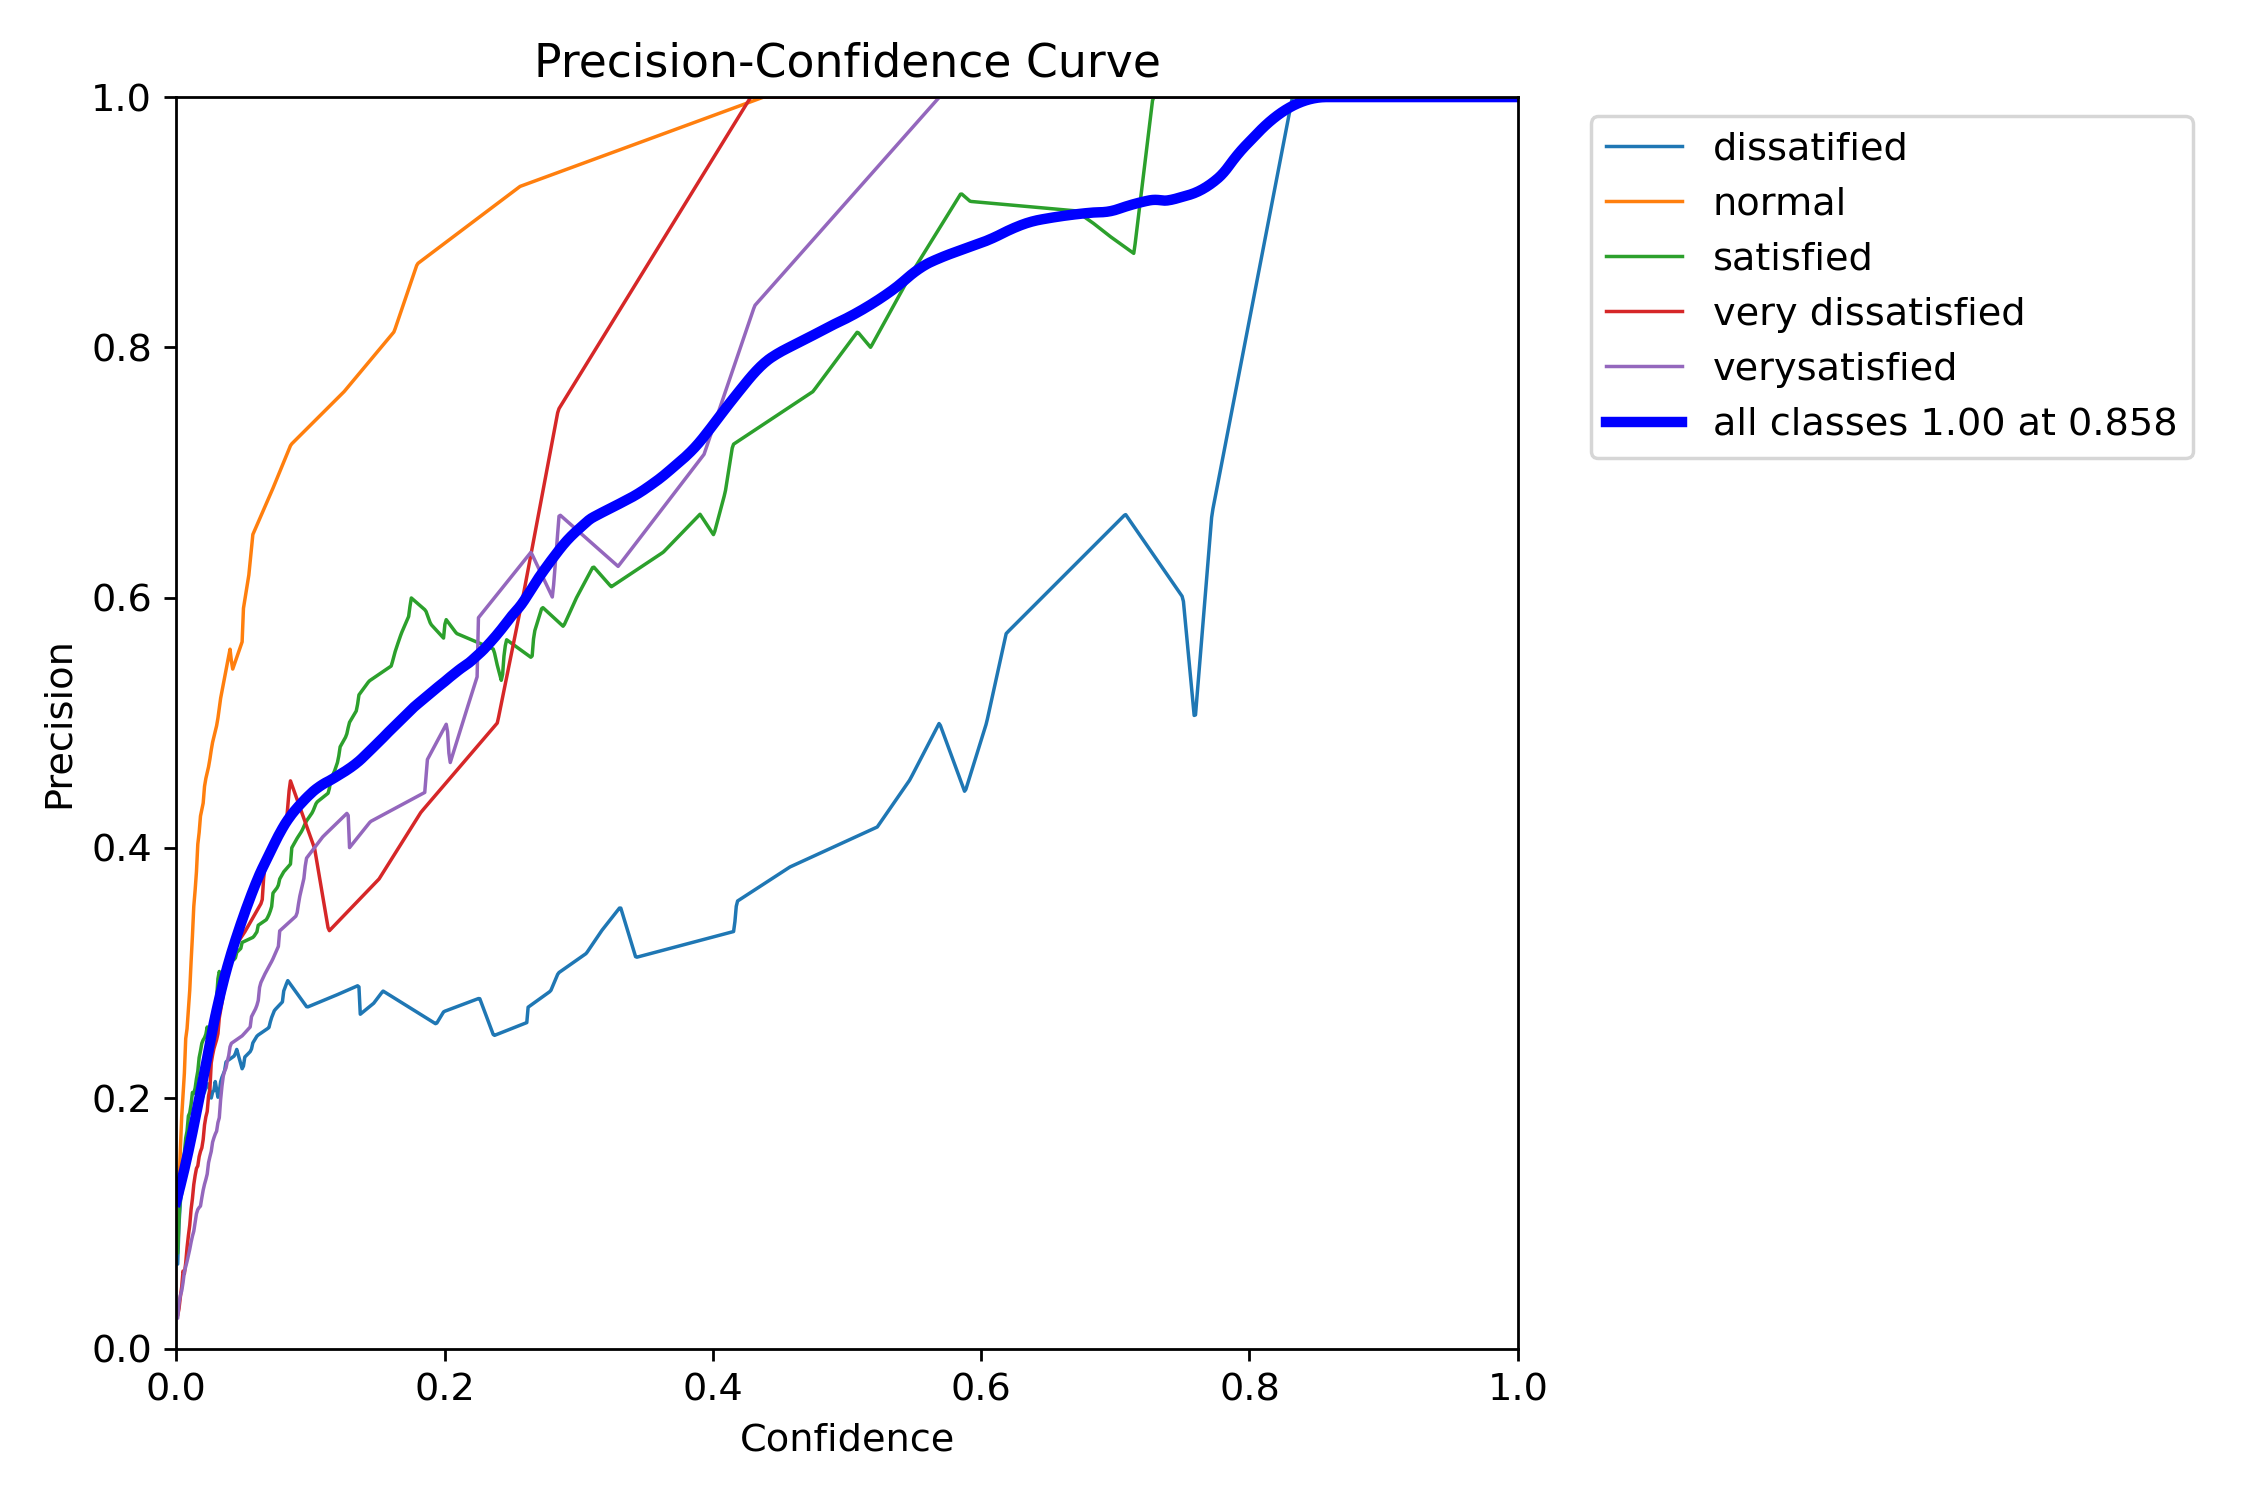 Precision-Confidence Curve
1.0
0.8
0.6
0.4
0.2
0.0
Precision
0.0 0.2 0.4 0.6 0.8 1.0
Confidence
dissatified
normal
satisfied
very dissatisfied
verysatisfied
all classes 1.00 at 0.858